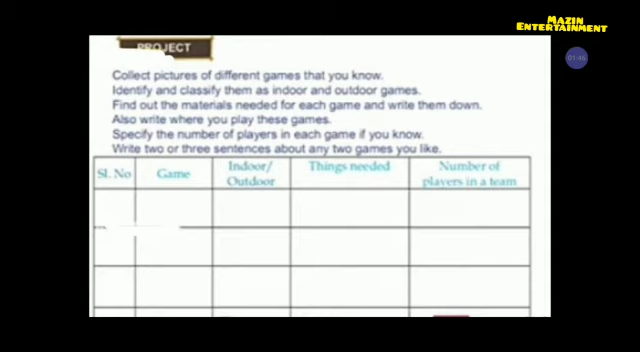 Mazin
Entertainment
01:45
PROJECT
Collect pictures of different games that you know.
Identify and classify them as indoor and outdoor games.
Find out the materials needed for each game and write them down.
Also write where you play these games.
Specify the number of players in each game if you know.
Write two or three sentences about any two games you like.
Sl. No Game Indoor/ Outdoor Things needed Number of players in a team